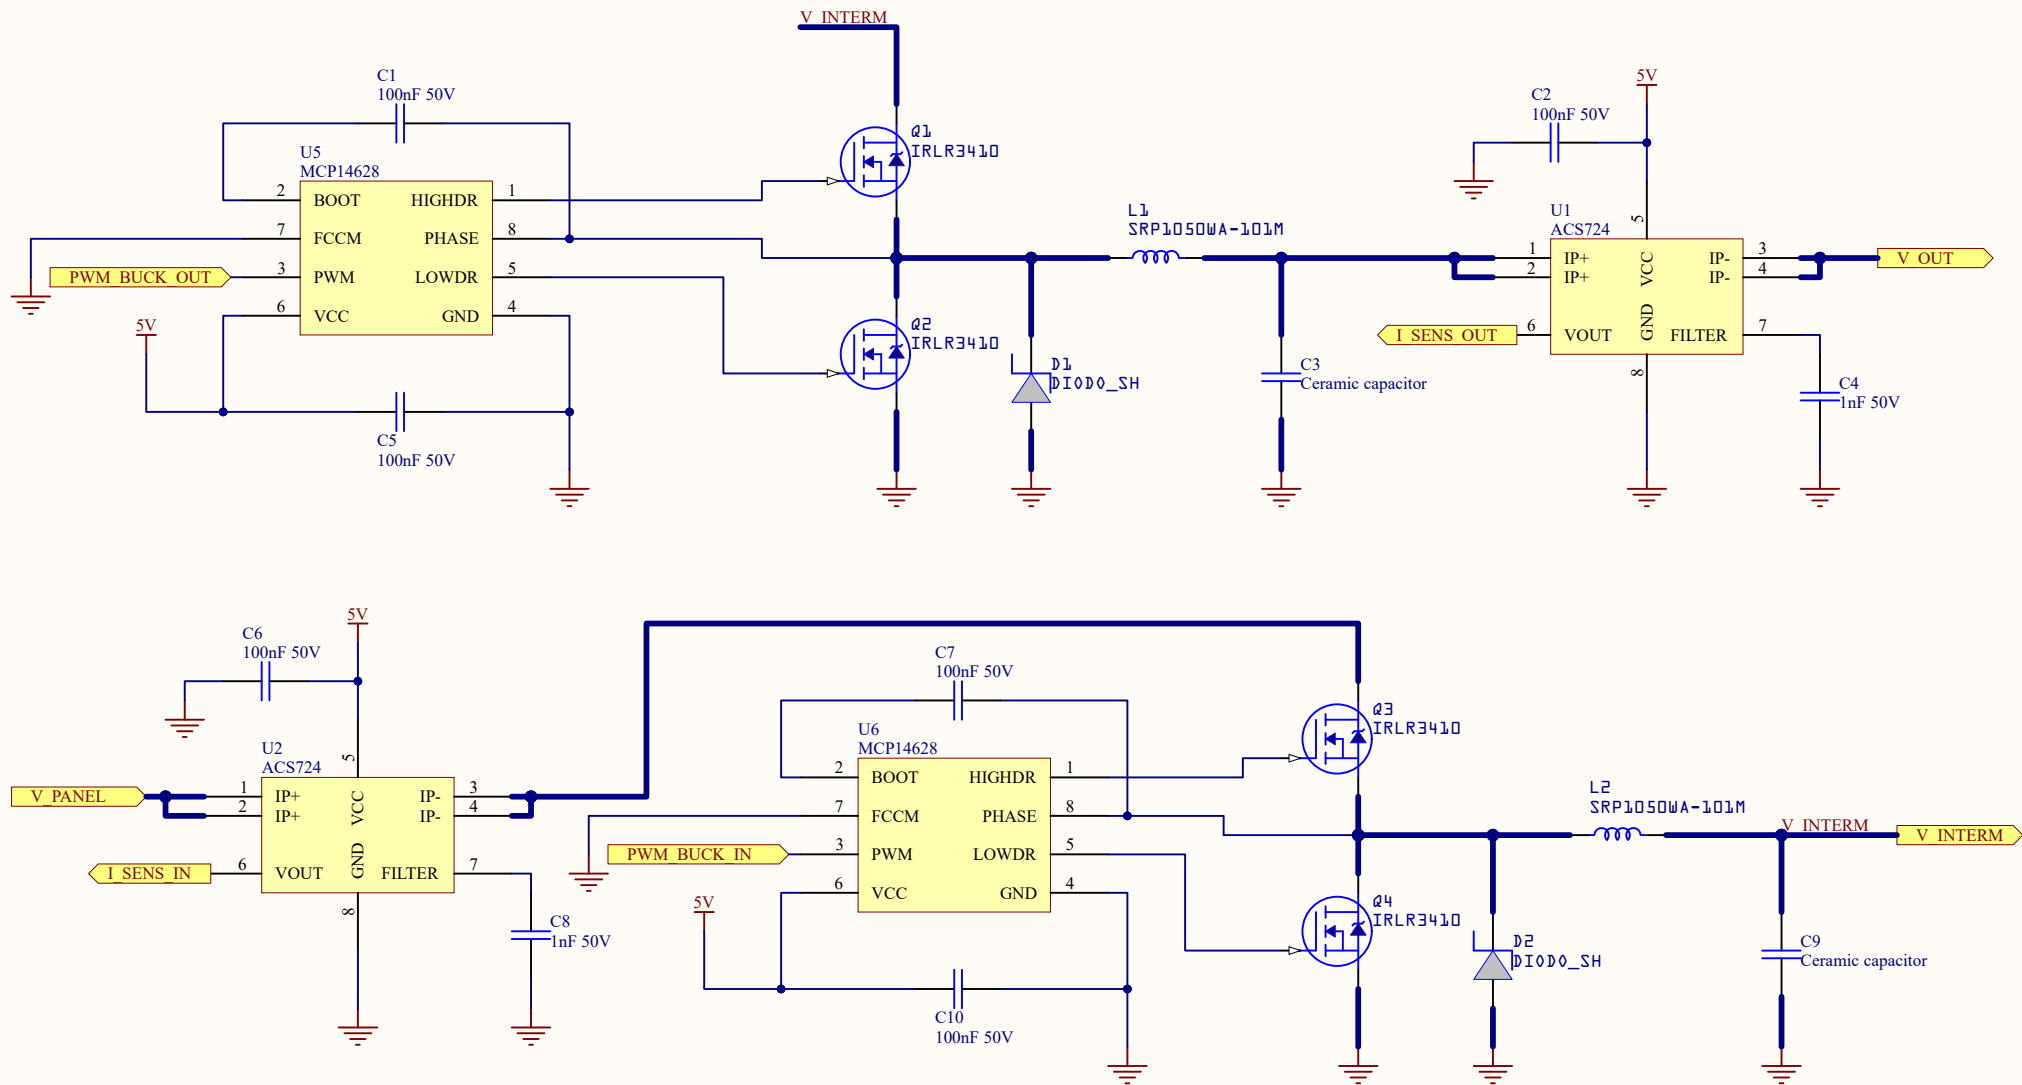 V_INTERM
C1
100nF 50V
U5
MCP14628
2 BOOT HIGHDR 1
7 FCCM PHASE 8
PWM_BUCK_OUT 3 PWM LOWDR 5
6 VCC GND 4
5V
C5
100nF 50V
Q1
IRLR3410
Q2
IRLR3410
D1
DIODO_SH
L1
SRP1050WA-101M
C3
Ceramic capacitor
5V
C2
100nF 50V
U1
ACS724
5
1 IP+ VCC IP- 3 V_OUT
2 IP+ IP- 4
I_SENS_OUT 6 VOUT GND FILTER 7
8
C4
1nF 50V
5V
C6
100nF 50V
U2
ACS724
5
V_PANEL 1 IP+ VCC IP- 3
2 IP+ IP- 4
I_SENS_IN 6 VOUT GND FILTER 7
8
C8
1nF 50V
C7
100nF 50V
U6
MCP14628
2 BOOT HIGHDR 1
7 FCCM PHASE 8
PWM_BUCK_IN 3 PWM LOWDR 5
6 VCC GND 4
5V
C10
100nF 50V
Q3
IRLR3410
Q4
IRLR3410
D2
DIODO_SH
L2
SRP1050WA-101M
V_INTERM
V_INTERM
C9
Ceramic capacitor